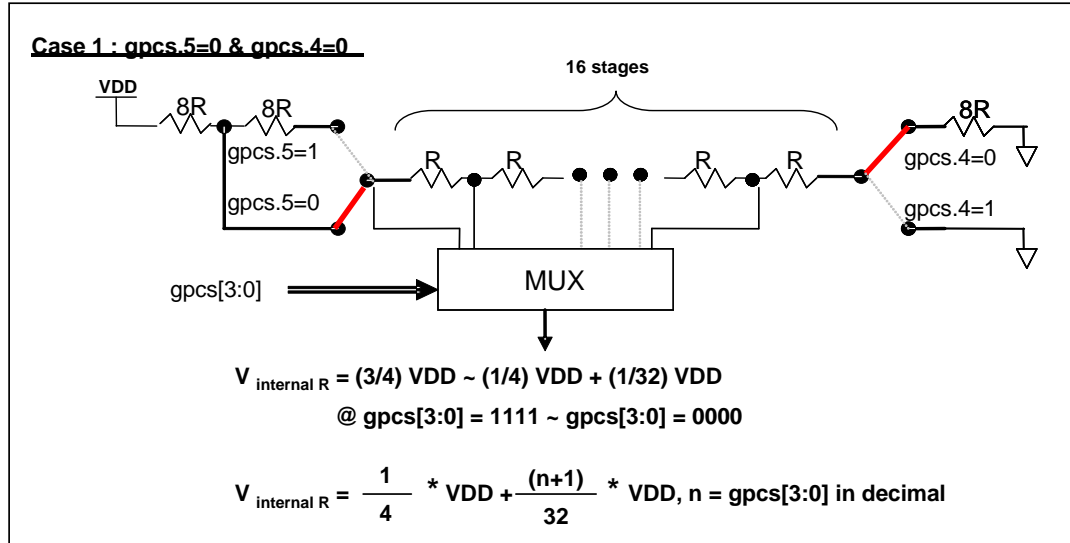 Case 1 : gpcs.5=0 & gpcs.4=0
16 stages
VDD
8R 8R 8R
gpcs.5=1
R R R R
gpcs.4=0
gpcs.5=0
gpcs.4=1
MUX
gpcs[3:0]
V internal R = (3/4) VDD ~ (1/4) VDD + (1/32) VDD
@ gpcs[3:0] = 1111 ~ gpcs[3:0] = 0000
V internal R = 1/4 * VDD + (n+1)/32 * VDD, n = gpcs[3:0] in decimal